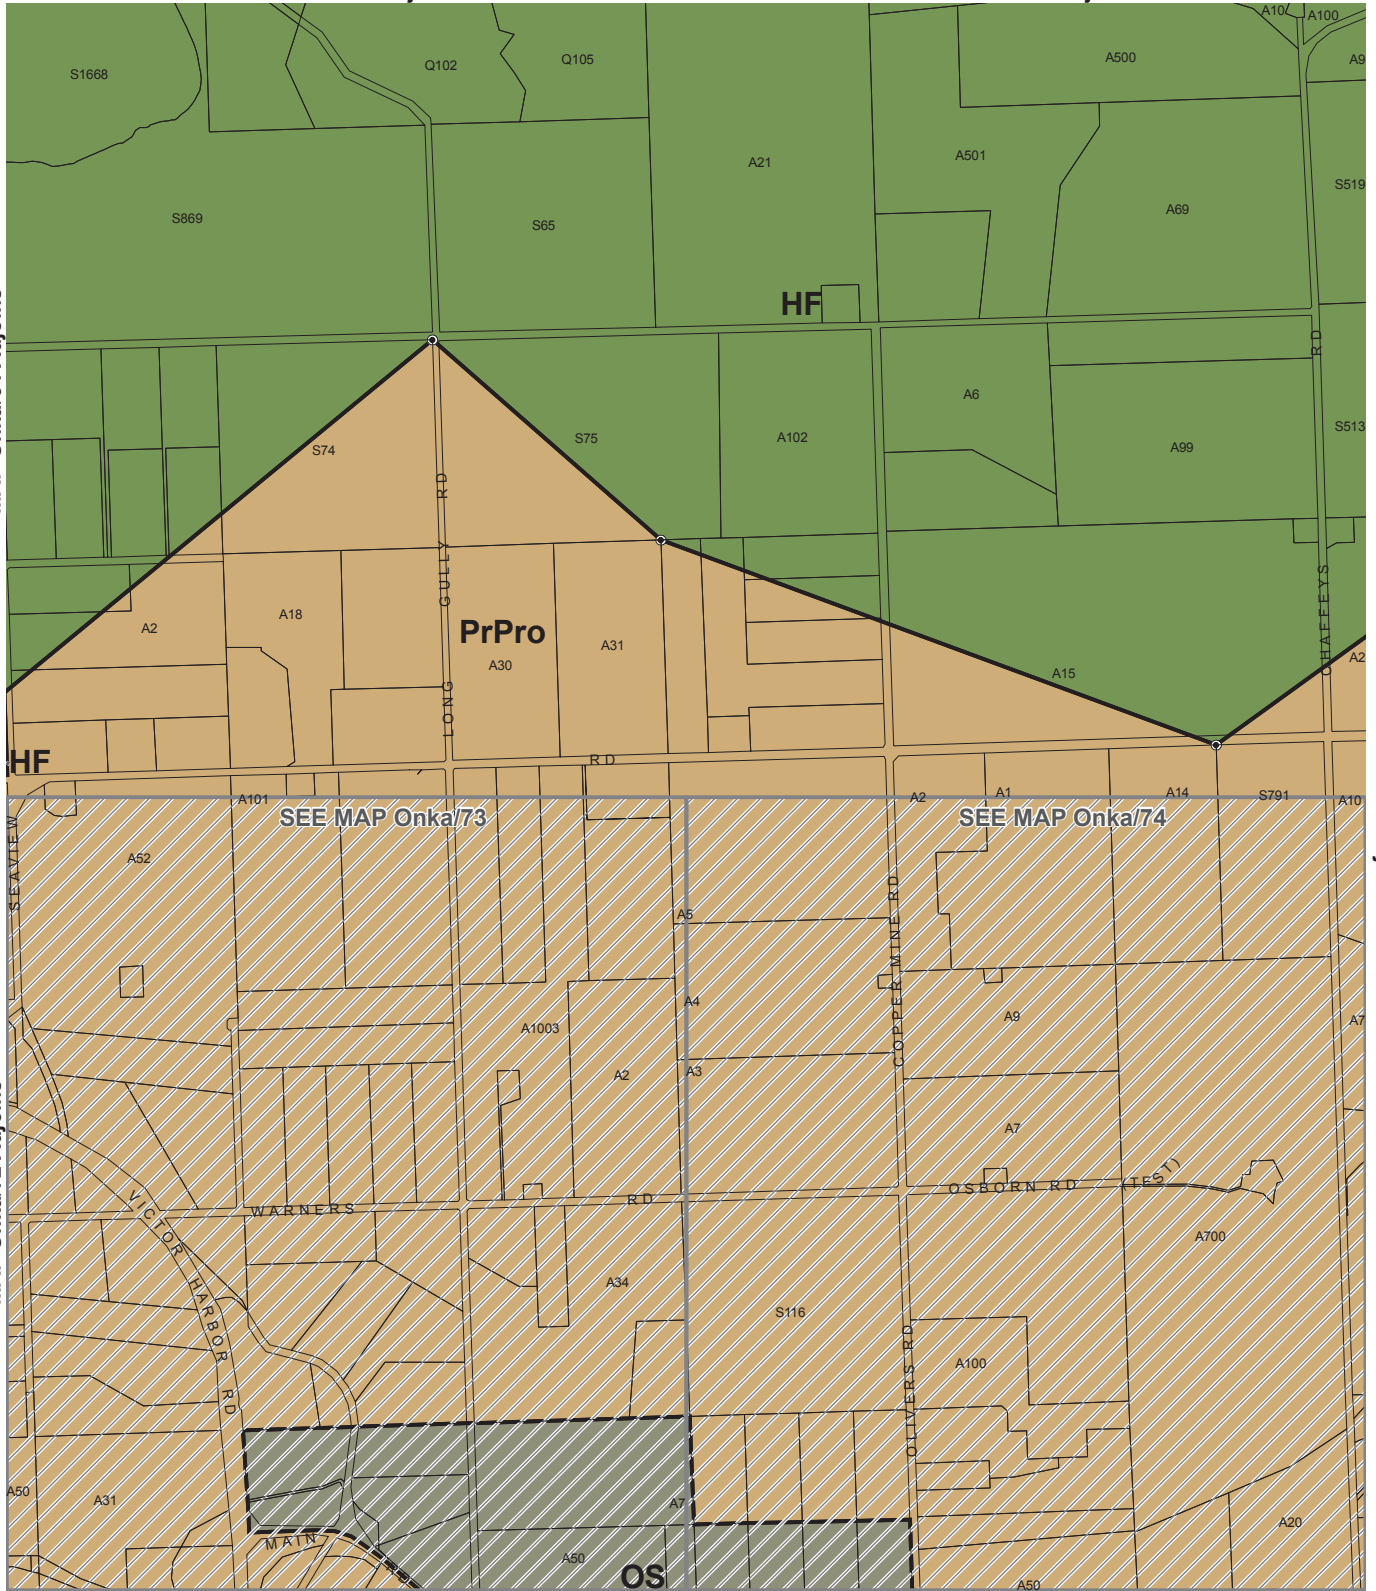 A10
A100
S1668
Q102
Q105
A500
A9
A21
A501
S519
S869
S65
A69
HF
RD
A6
S74
S75
A102
A99
S513
RD
GULLY
LONG
CHAFFEYS
A2
A18
PrPro
A31
A30
A15
A2
HF
RD
A101
A2
A1
A14
S791
A10
SEE MAP Onka/73
SEE MAP Onka/74
SEAVIEW
A52
A5
COPPER MINE RD
A4
A9
A7
A1003
A2
A3
A7
OSBORN RD
(TEST)
WARNERS
RD
VICTOR HARBOR RD
A700
A34
S116
OLIVERS RD
A100
A50
A31
A7
A20
MAIN
RD
A50
OS
A50